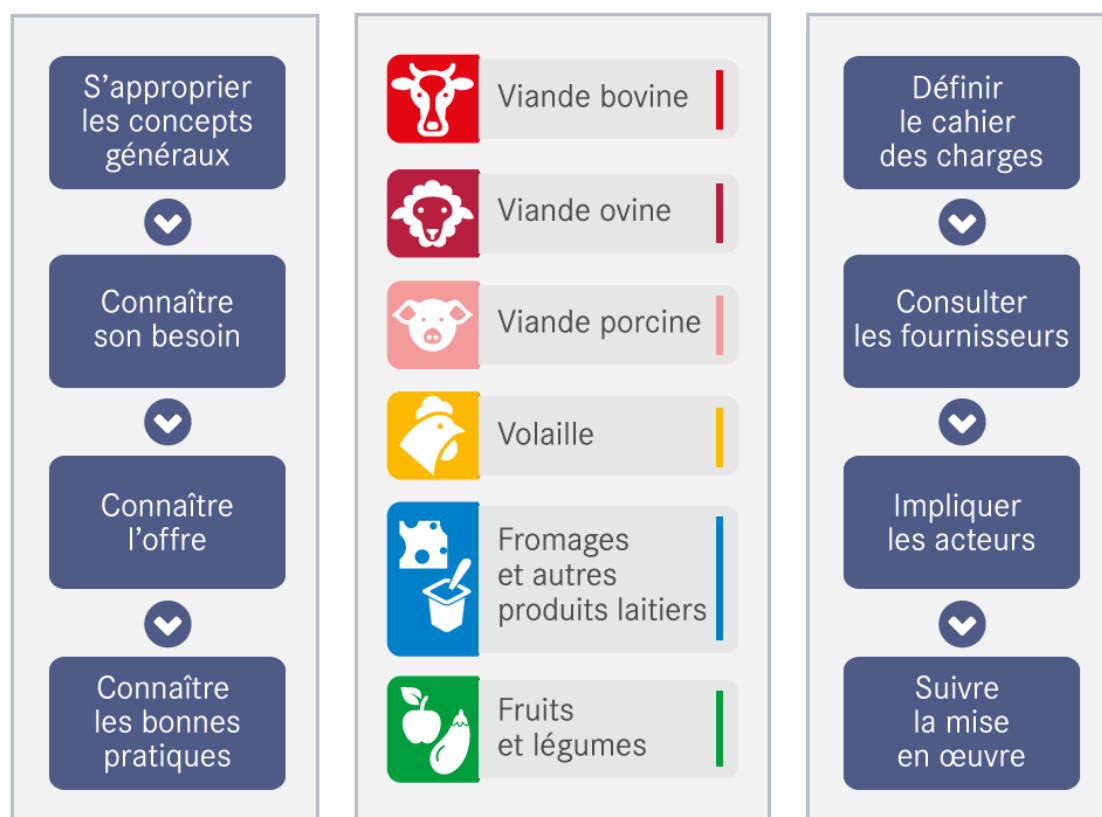 S'approprier
les concepts
généraux
Connaître
son besoin
Connaître
l'offre
Connaître
les bonnes
pratiques
Viande bovine
Viande ovine
Viande porcine
Volaille
Fromages
et autres
produits laitiers
Fruits
et légumes
Définir
le cahier
des charges
Consulter
les fournisseurs
Impliquer
les acteurs
Suivre
la mise
en œuvre